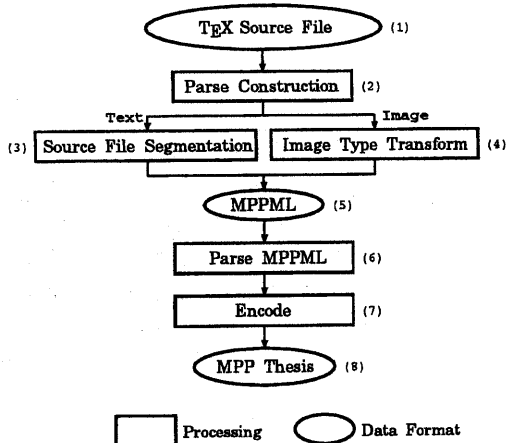 TEX Source File (1)
Parse Construction (2)
Text Image
(3) Source File Segmentation Image Type Transform (4)
MPPML (5)
Parse MPPML (6)
Encode (7)
MPP Thesis (8)
Processing Data Format